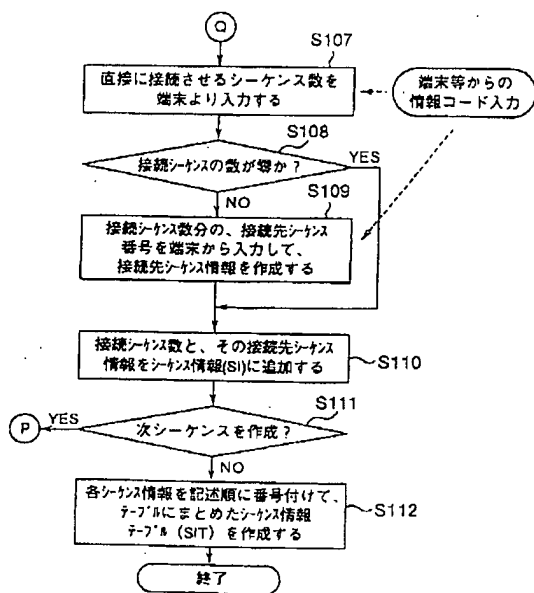 Q
S107
直接に接続させるシーケンス数を
端末より入力する
端末等からの
情報コード入力
S108
接続シーケンスの数が零か?
YES
NO
S109
接続シーケンス数分の、接続先シーケンス
番号を端末から入力して、
接続先シーケンス情報を作成する
接続シーケンス数と、その接続先シーケンス
情報をシーケンス情報(SI)に追加する
S110
S111
P
YES
次シーケンスを作成?
NO
各シーケンス情報を記述順に番号付けて、
テーブルにまとめたシーケンス情報
テーブル(SIT)を作成する
S112
終了